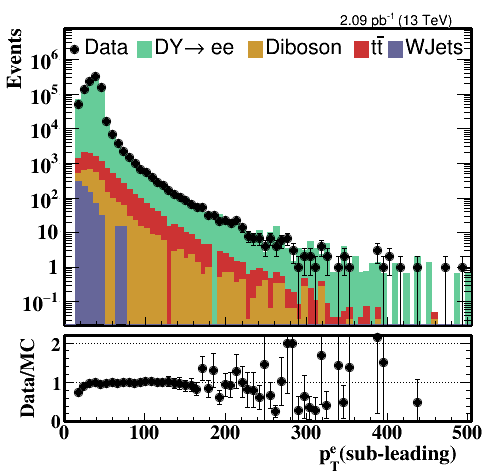 2.09 pb⁻¹ (13 TeV)
Events
Data DY→ ee Diboson tt̄ WJets
10⁶
10⁵
10⁴
10³
10²
10
1
10⁻¹
Data/MC
2
1
0
0 100 200 300 400 500
pᵉ_T(sub-leading)